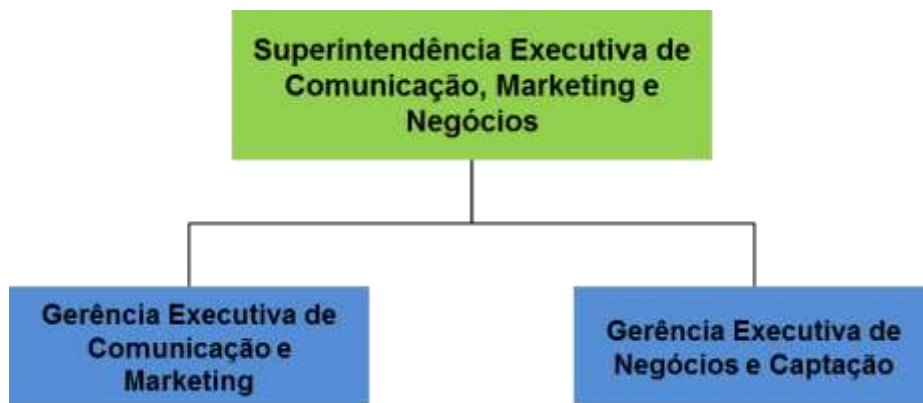 Superintendência Executiva de
Comunicação, Marketing e
Negócios
Gerência Executiva de
Comunicação e
Marketing
Gerência Executiva de
Negócios e Captação